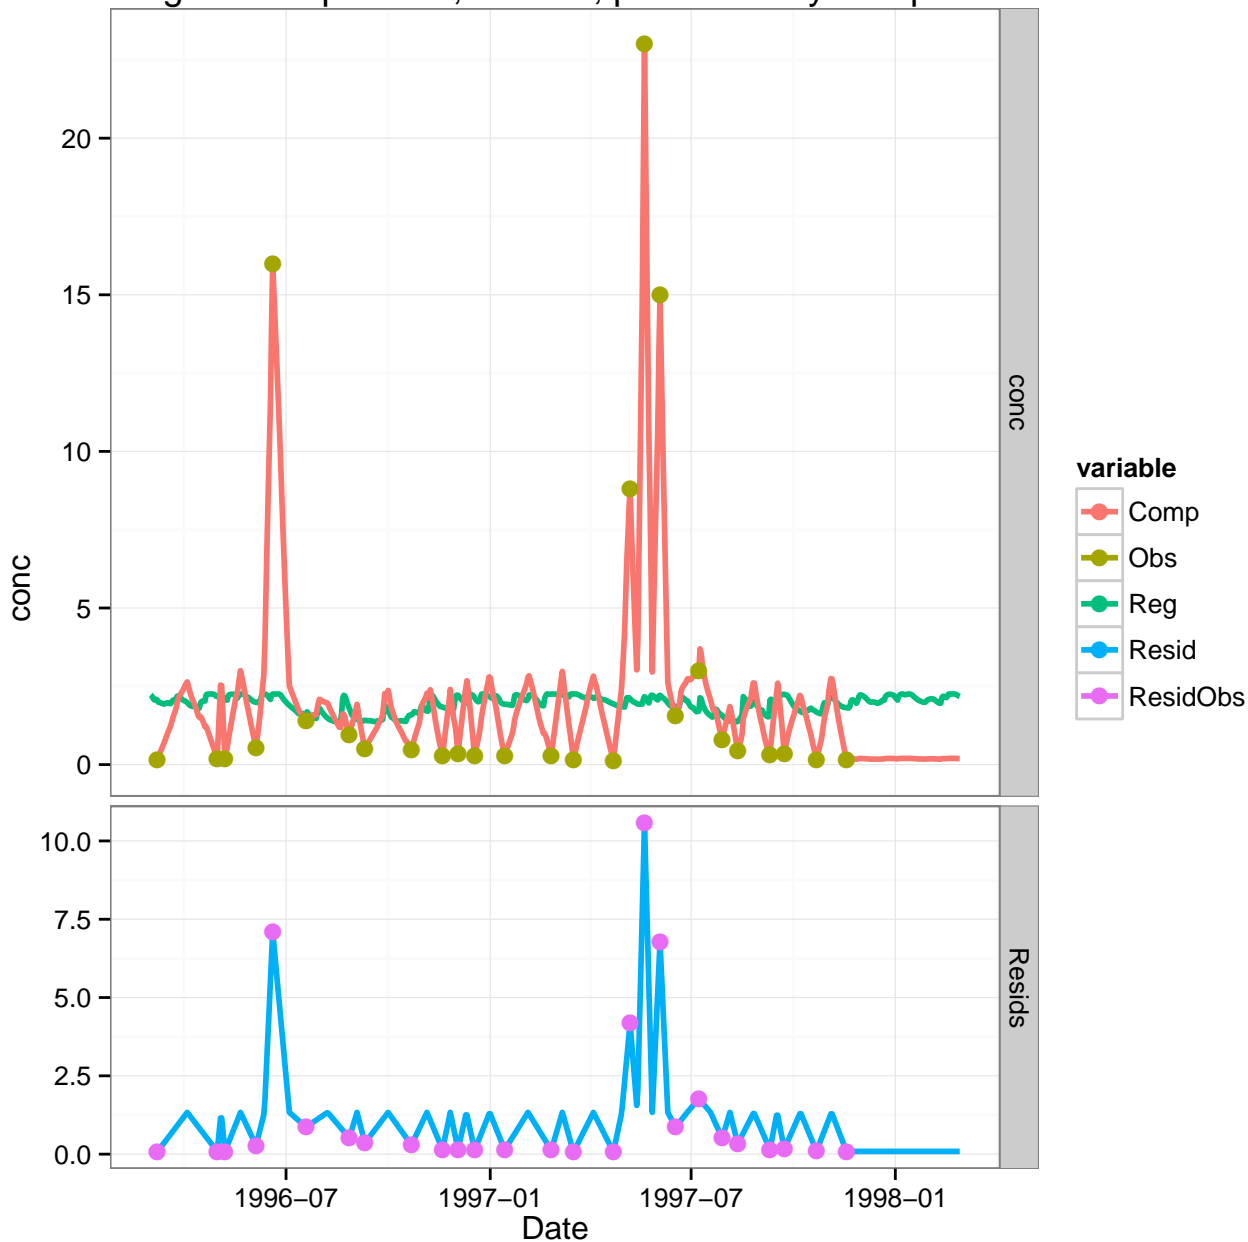 conc
20
15
10
5
0
conc
10.0
7.5
5.0
2.5
0.0
Resids
1996–07
1997–01
1997–07
1998–01
Date
variable
Comp
Obs
Reg
Resid
ResidObs